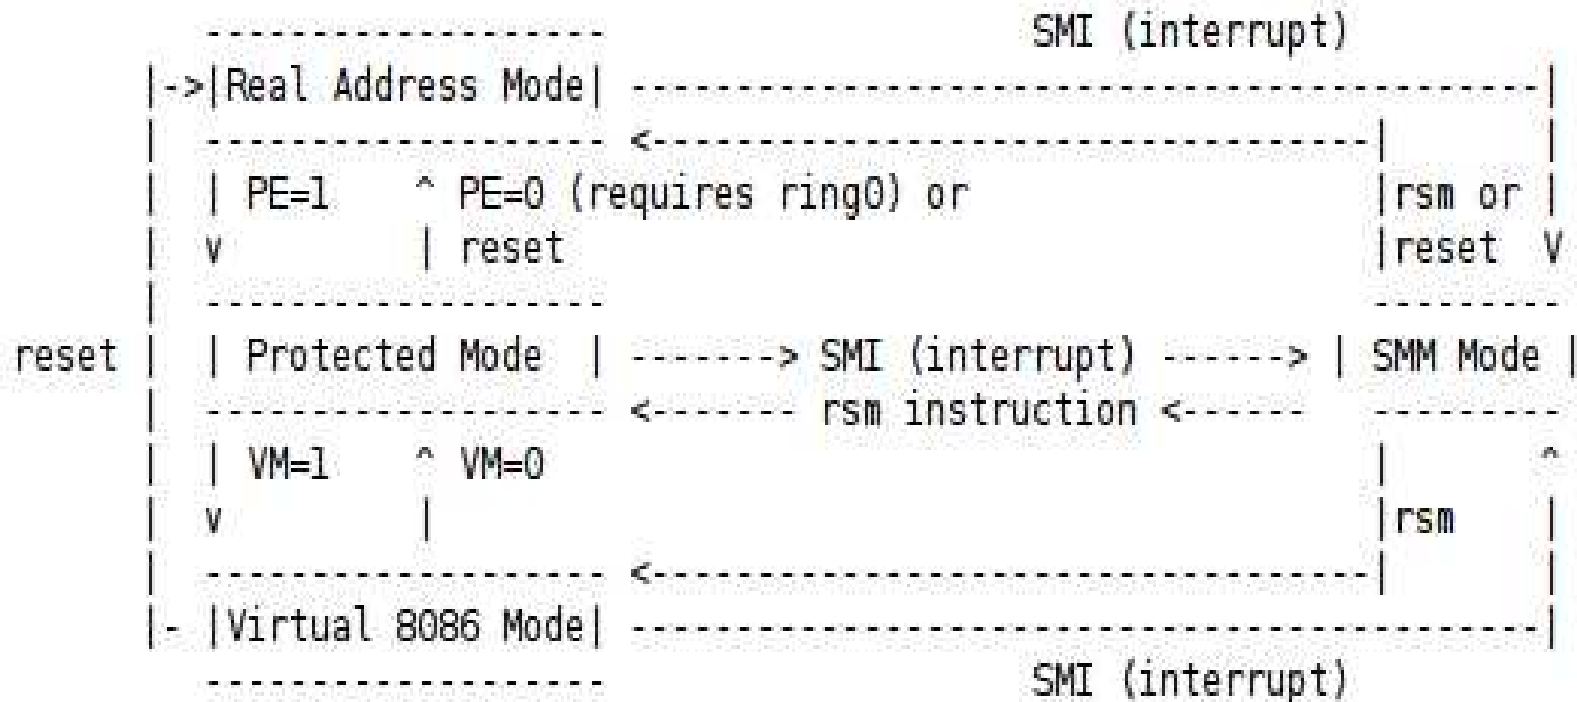 ------------------- SMI (interrupt)
|->|Real Address Mode| -------------------------------------------|
| ------------------- <----------------------------------| |
| | PE=1 ^ PE=0 (requires ring0) or |rsm or |
| v | reset |reset V
| ------------------- ---------
reset | | Protected Mode | -------> SMI (interrupt) ------> | SMM Mode |
| ------------------- <------- rsm instruction <------ ---------
| | VM=1 ^ VM=0 | ^
| v | |rsm |
| ------------------- <----------------------------------| |
|- |Virtual 8086 Mode| -------------------------------------------|
------------------- SMI (interrupt)